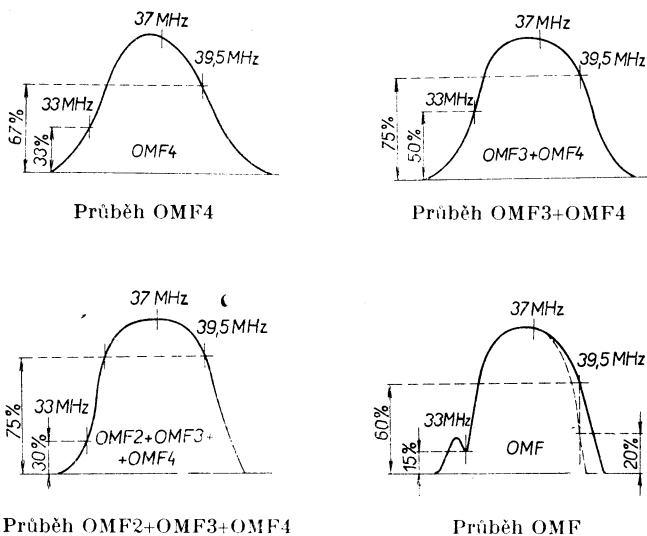 37 MHz
39,5 MHz
33 MHz
67%
33%
OMF4
Průběh OMF4
37 MHz
39,5 MHz
33 MHz
75%
50%
OMF3+OMF4
Průběh OMF3+OMF4
37 MHz
39,5 MHz
33 MHz
75%
30%
OMF2+OMF3+
+OMF4
Průběh OMF2+OMF3+OMF4
37 MHz
39,5 MHz
33MHz
60%
15%
OMF
20%
Průběh OMF